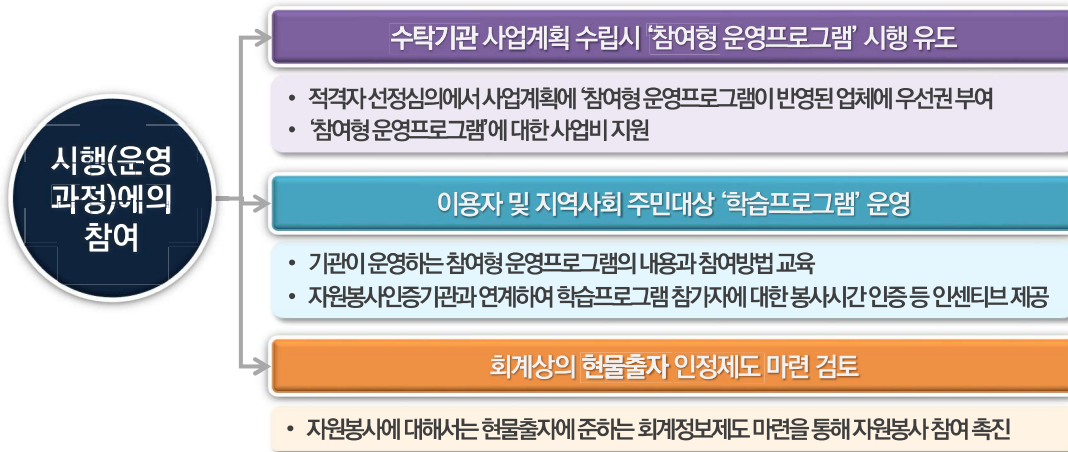 시행(운영
과정)에의
참여
수탁기관 사업계획 수립시 ‘참여형 운영프로그램’ 시행 유도
• 적격자 선정심의에서 사업계획에 ‘참여형 운영프로그램이 반영된 업체에 우선권 부여
• ‘참여형 운영프로그램’에 대한 사업비 지원
이용자 및 지역사회 주민대상 ‘학습프로그램’ 운영
• 기관이 운영하는 참여형 운영프로그램의 내용과 참여방법 교육
• 자원봉사인증기관과 연계하여 학습프로그램 참가자에 대한 봉사시간 인증 등 인센티브 제공
회계상의 현물출자 인정제도 마련 검토
• 자원봉사에 대해서는 현물출자에 준하는 회계정보제도 마련을 통해 자원봉사 참여 촉진